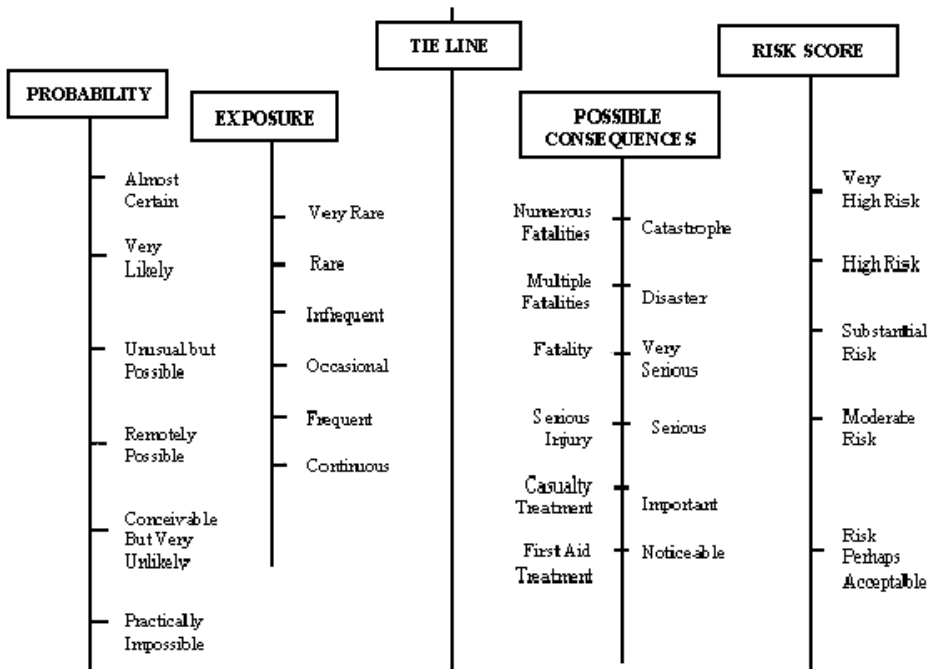 TIE LINE
RISK SCORE
PROBABILITY
EXPOSURE
POSSIBLE
CONSEQUENCES
Almost
Certain
Very
Likely
Unusual but
Possible
Remotely
Possible
Conceivable
But Very
Unlikely
Practically
Impossible
Very Rare
Rare
Infrequent
Occasional
Frequent
Continuous
Numerous
Fatalities
Multiple
Fatalities
Fatality
Serious
Injury
Casualty
Treatment
First Aid
Treatment
Catastrophe
Disaster
Very
Serious
Serious
Important
Noticeable
Very
High Risk
High Risk
Substantial
Risk
Moderate
Risk
Risk
Perhaps
Acceptable